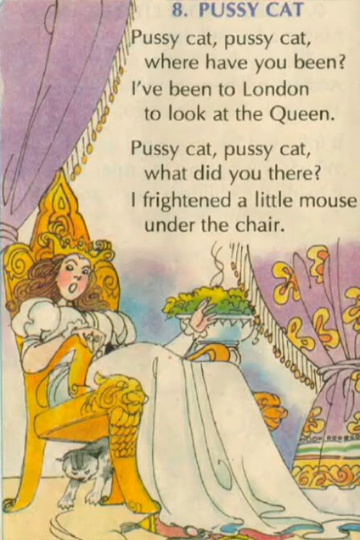 8. PUSSY CAT
Pussy cat, pussy cat,
where have you been?
I've been to London
to look at the Queen.
Pussy cat, pussy cat,
what did you there?
I frightened a little mouse
under the chair.